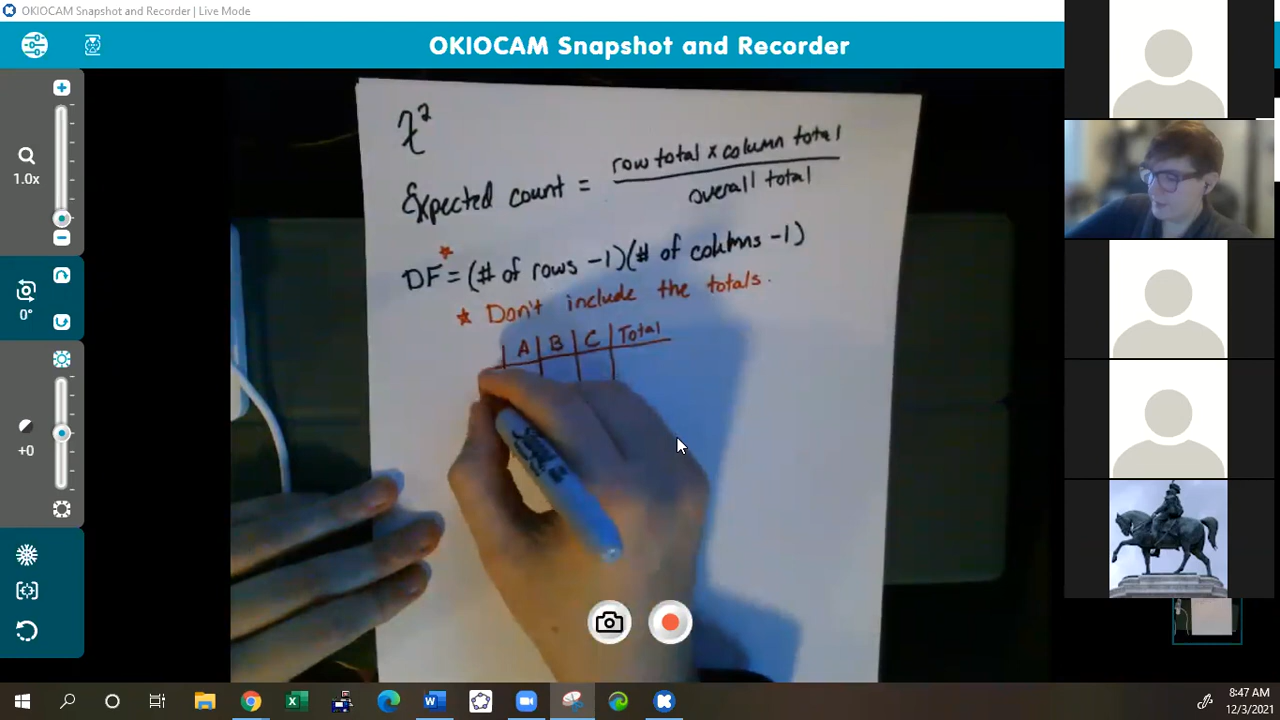 OKIOCAM Snapshot and Recorder | Live Mode
OKIOCAM Snapshot and Recorder
1.0x
0°
+0
χ²
Expected count = row total x column total
overall total
DF* = (# of rows -1)(# of columns -1)
* Don't include the totals.
A B C Total
8:47 AM
12/3/2021